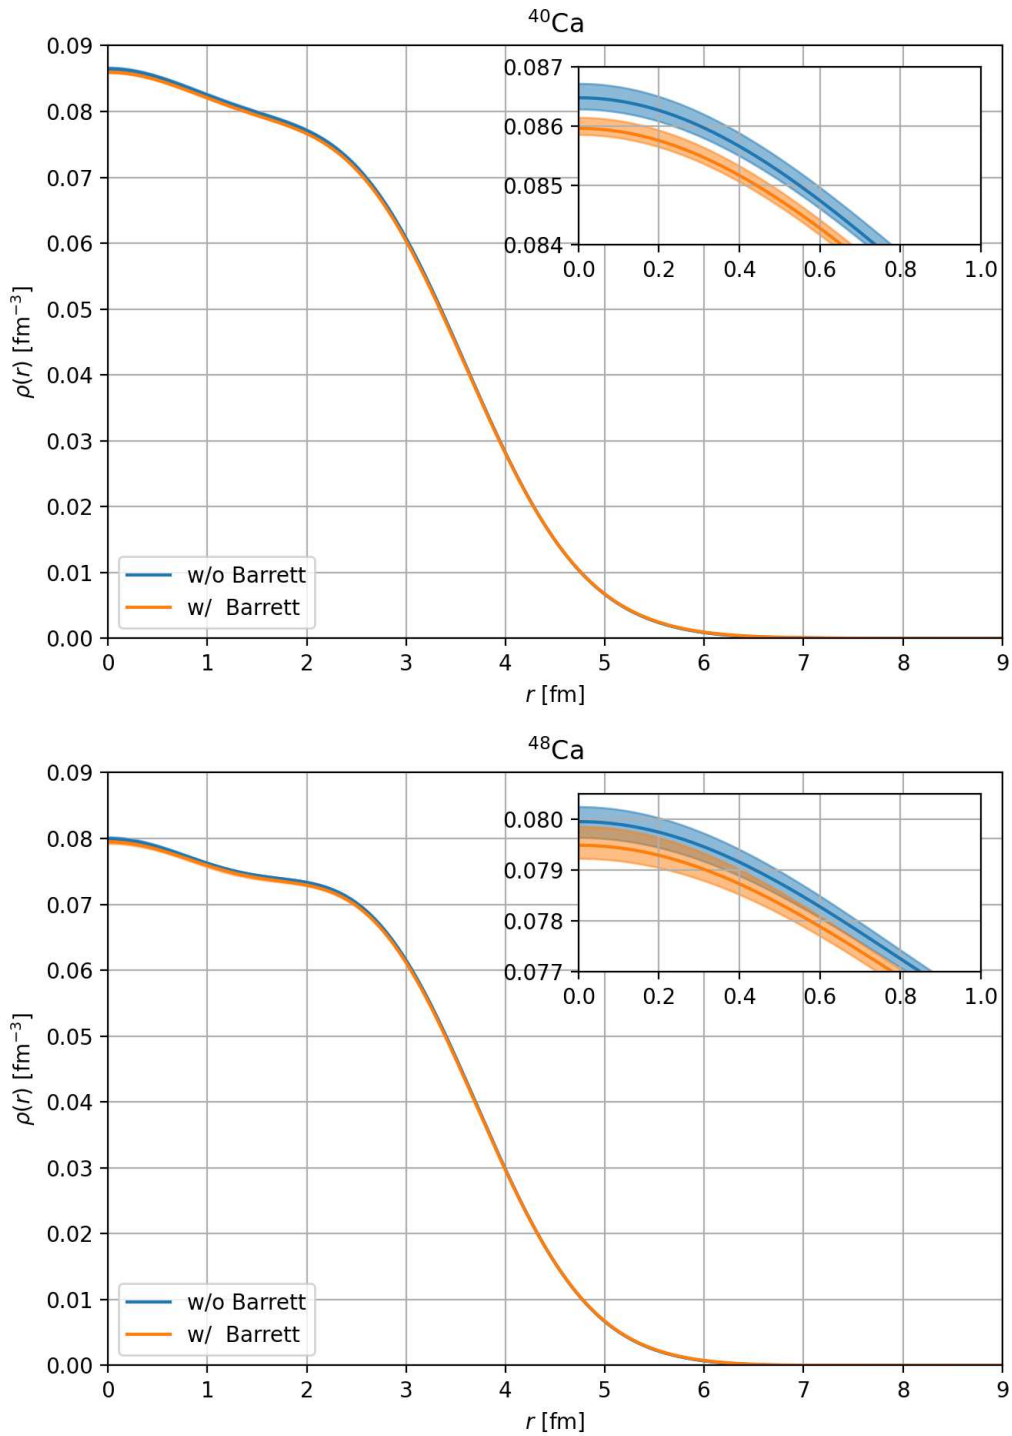 ⁴⁰Ca
0.09
0.08
0.07
0.06
0.05
0.04
0.03
0.02
0.01
0.00
ρ(r) [fm⁻³]
0.087
0.086
0.085
0.084
0.0 0.2 0.4 0.6 0.8 1.0
w/o Barrett
w/ Barrett
0 1 2 3 4 5 6 7 8 9
r [fm]
⁴⁸Ca
0.09
0.08
0.07
0.06
0.05
0.04
0.03
0.02
0.01
0.00
ρ(r) [fm⁻³]
0.080
0.079
0.078
0.077
0.0 0.2 0.4 0.6 0.8 1.0
w/o Barrett
w/ Barrett
0 1 2 3 4 5 6 7 8 9
r [fm]